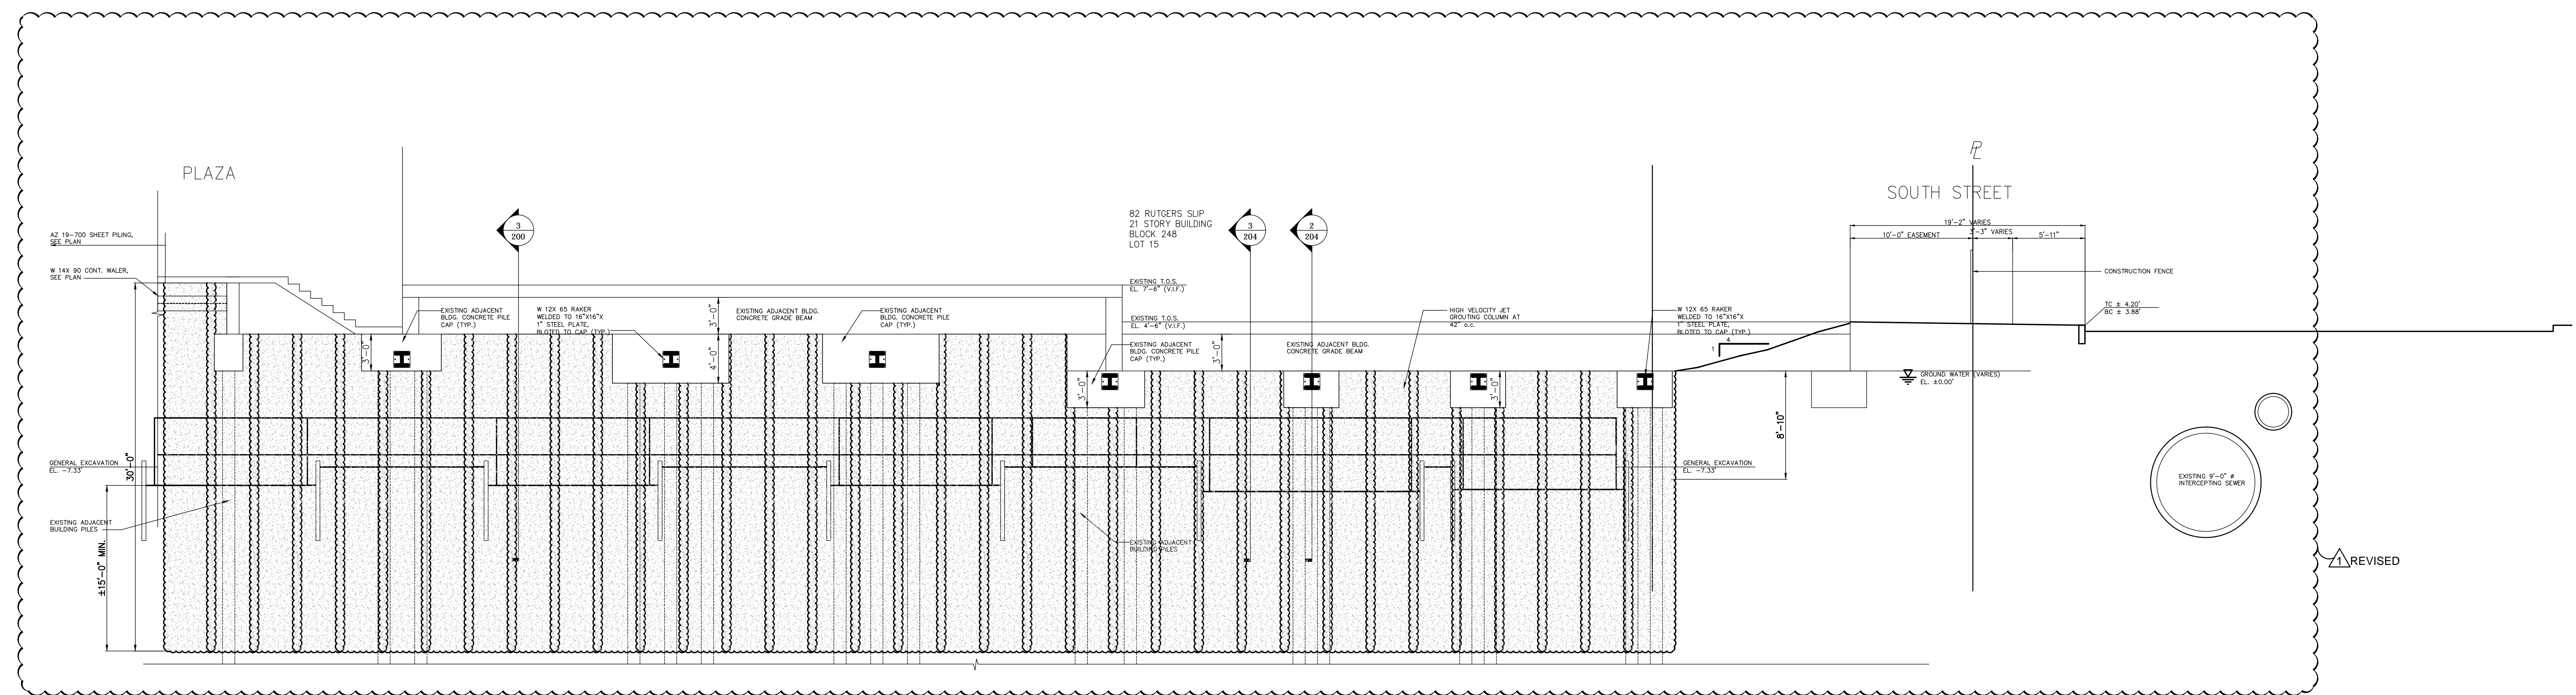 PLAZA
AZ 19-700 SHEET PILING,
SEE PLAN
W 14X 90 CONT. WALER,
SEE PLAN
GENERAL EXCAVATION
EL. -7.33'
30'-0"
EXISTING ADJACENT
BUILDING PILES
±15'-0" MIN.
3'-0"
EXISTING ADJACENT
BLDG. CONCRETE PILE
CAP (TYP.)
3
200
W 12X 65 RAKER
WELDED TO 16"X16"X
1" STEEL PLATE,
BLOTED TO CAP (TYP.)
3'-0"
4'-0"
EXISTING ADJACENT BLDG.
CONCRETE GRADE BEAM
EXISTING ADJACENT
BLDG. CONCRETE PILE
CAP (TYP.)
82 RUTGERS SLIP
21 STORY BUILDING
BLOCK 248
LOT 15
3
204
2
204
EXISTING T.O.S.
EL. 7'-6" (V.I.F.)
EXISTING T.O.S.
EL. 4'-6" (V.I.F.)
EXISTING ADJACENT
BLDG. CONCRETE PILE
CAP (TYP.)
3'-0"
3'-0"
EXISTING ADJACENT BLDG.
CONCRETE GRADE BEAM
EXISTING ADJACENT
BUILDING PILES
HIGH VELOCITY JET
GROUTING COLUMN AT
42" o.c.
3'-0"
W 12X 65 RAKER
WELDED TO 16"X16"X
1" STEEL PLATE,
BLOTED TO CAP (TYP.)
4
1
GENERAL EXCAVATION
EL. -7.33'
8'-10"
PL
SOUTH STREET
19'-2" VARIES
10'-0" EASEMENT
3'-3" VARIES
5'-11"
CONSTRUCTION FENCE
TC ± 4.20'
BC ± 3.88'
GROUND WATER (VARIES)
EL. ±0.00'
EXISTING 9'-0" ø
INTERCEPTING SEWER
1
REVISED